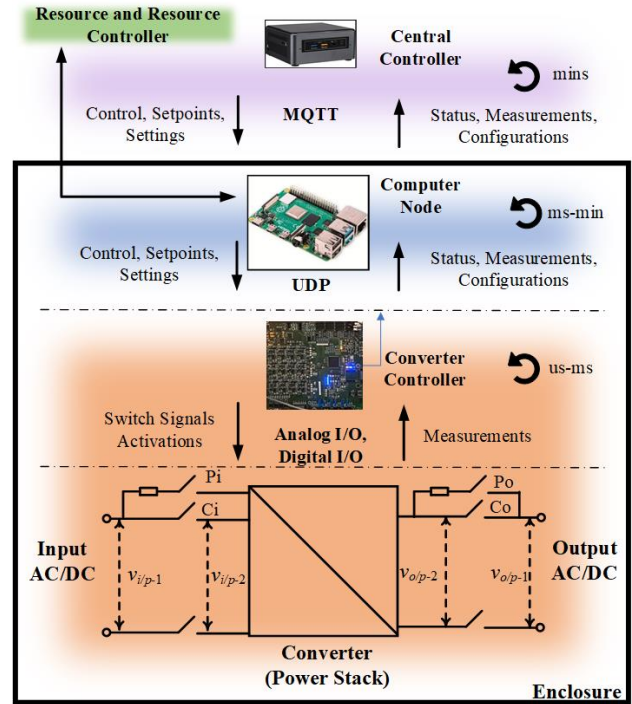 Resource and Resource
Controller
Central
Controller
mins
Control, Setpoints,
Settings
MQTT
Status, Measurements,
Configurations
Computer
Node
ms-min
Control, Setpoints,
Settings
UDP
Status, Measurements,
Configurations
Converter
Controller
us-ms
Switch Signals
Activations
Analog I/O,
Digital I/O
Measurements
Pi
Po
Ci
Co
Input
AC/DC
vi/p-1
vi/p-2
vo/p-2
vo/p-1
Output
AC/DC
Converter
(Power Stack)
Enclosure